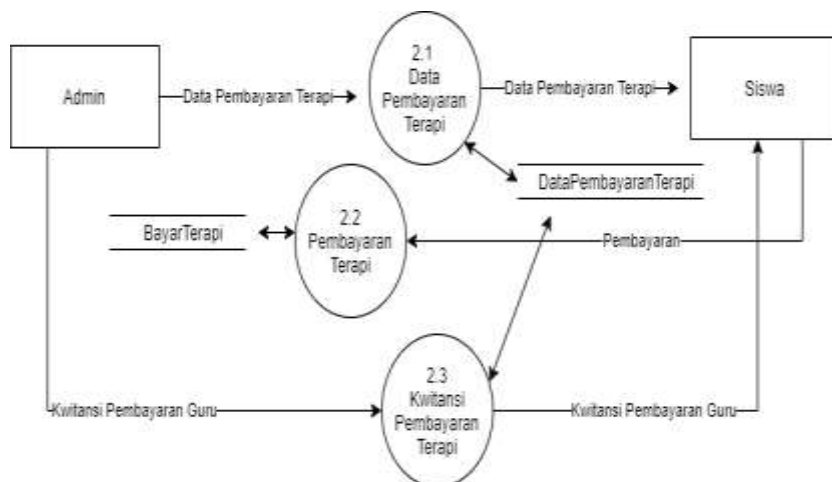 2.1
Data
Pembayaran
Terapi
Admin
Data Pembayaran Terapi
Data Pembayaran Terapi
Siswa
DataPembayaranTerapi
2.2
Pembayaran
Terapi
BayarTerapi
Pembayaran
2.3
Kwitansi
Pembayaran
Terapi
Kwitansi Pembayaran Guru
Kwitansi Pembayaran Guru